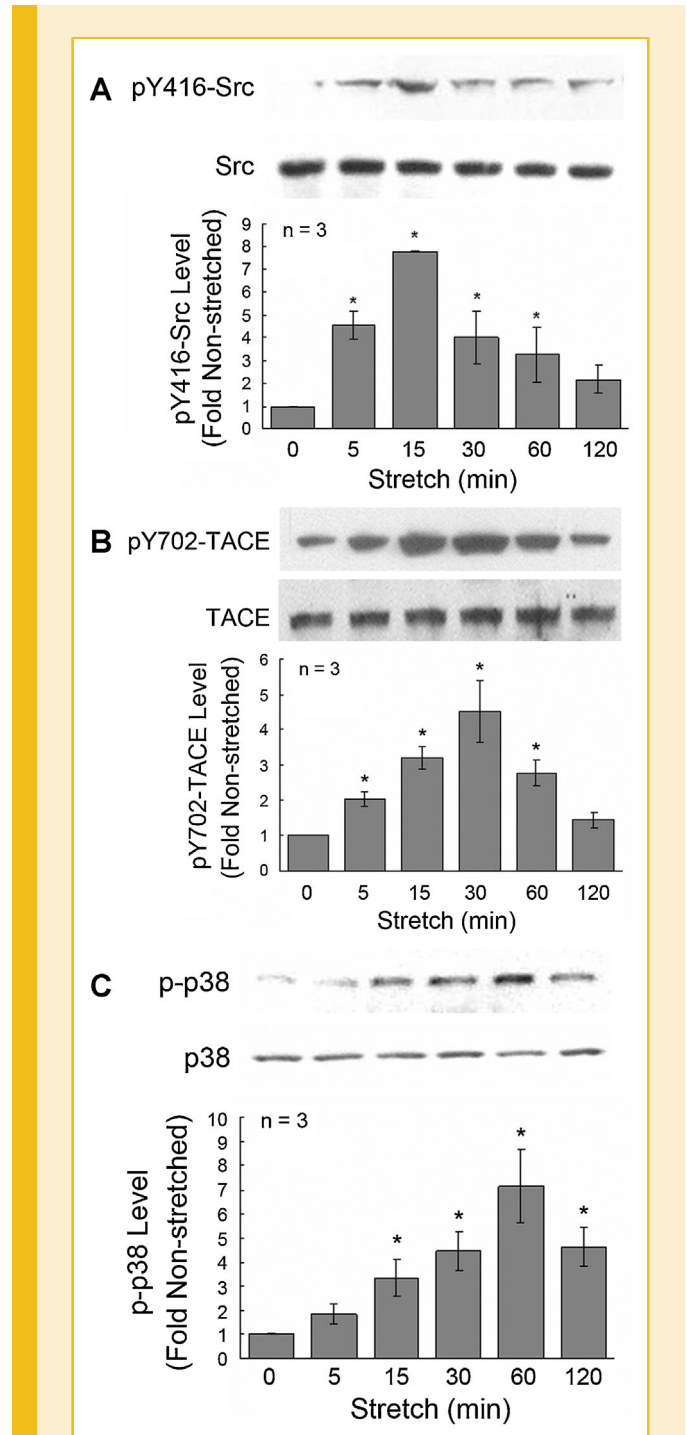 A pY416-Src
Src
pY416-Src Level
(Fold Non-stretched)
n = 3
9
8
7
6
5
4
3
2
1
0
* * * *
0 5 15 30 60 120
Stretch (min)
B pY702-TACE
TACE
pY702-TACE Level
(Fold Non-stretched)
n = 3
6
5
4
3
2
1
0
* * * *
0 5 15 30 60 120
Stretch (min)
C p-p38
p38
p-p38 Level
(Fold Non-stretched)
n = 3
10
9
8
7
6
5
4
3
2
1
0
* * * *
0 5 15 30 60 120
Stretch (min)